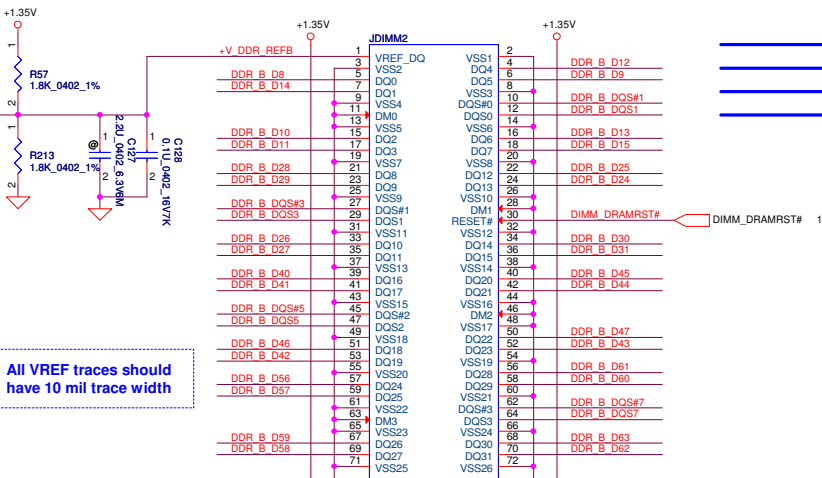 +1.35V
+1.35V
+1.35V
JDIMM2
+V_DDR_REFB
1
R57
1.8K_0402_1%
2
1
R213
1.8K_0402_1%
2
@
1
2
C127
2.2U_0402_6.3V6M
1
2
C128
0.1U_0402_16V7K
All VREF traces should
have 10 mil trace width
1 VREF_DQ VSS1 2
3 VSS2 DQ4 4 DDR_B_D12
DDR_B_D8 5 DQ0 DQ5 6 DDR_B_D9
DDR_B_D14 7 DQ1 VSS3 8
9 VSS4 DQS#0 10 DDR_B_DQS#1
11 DM0 DQS0 12 DDR_B_DQS1
13 VSS5 VSS6 14
DDR_B_D10 15 DQ2 DQ6 16 DDR_B_D13
DDR_B_D11 17 DQ3 DQ7 18 DDR_B_D15
19 VSS7 VSS8 20
DDR_B_D28 21 DQ8 DQ12 22 DDR_B_D25
DDR_B_D29 23 DQ9 DQ13 24 DDR_B_D24
25 VSS9 VSS10 26
DDR_B_DQS#3 27 DQS#1 DM1 28
DDR_B_DQS3 29 DQS1 RESET# 30 DIMM_DRAMRST# DIMM_DRAMRST# 1
31 VSS11 VSS12 32
DDR_B_D26 33 DQ10 DQ14 34 DDR_B_D30
DDR_B_D27 35 DQ11 DQ15 36 DDR_B_D31
37 VSS13 VSS14 38
DDR_B_D40 39 DQ16 DQ20 40 DDR_B_D45
DDR_B_D41 41 DQ17 DQ21 42 DDR_B_D44
43 VSS15 VSS16 44
DDR_B_DQS#5 45 DQS#2 DM2 46
DDR_B_DQS5 47 DQS2 VSS17 48
49 VSS18 DQ22 50 DDR_B_D47
DDR_B_D46 51 DQ18 DQ23 52 DDR_B_D43
DDR_B_D42 53 DQ19 VSS19 54
55 VSS20 DQ28 56 DDR_B_D61
DDR_B_D56 57 DQ24 DQ29 58 DDR_B_D60
DDR_B_D57 59 DQ25 VSS21 60
61 VSS22 DQS#3 62 DDR_B_DQS#7
63 DM3 DQS3 64 DDR_B_DQS7
65 VSS23 VSS24 66
DDR_B_D59 67 DQ26 DQ30 68 DDR_B_D63
DDR_B_D58 69 DQ27 DQ31 70 DDR_B_D62
71 VSS25 VSS26 72